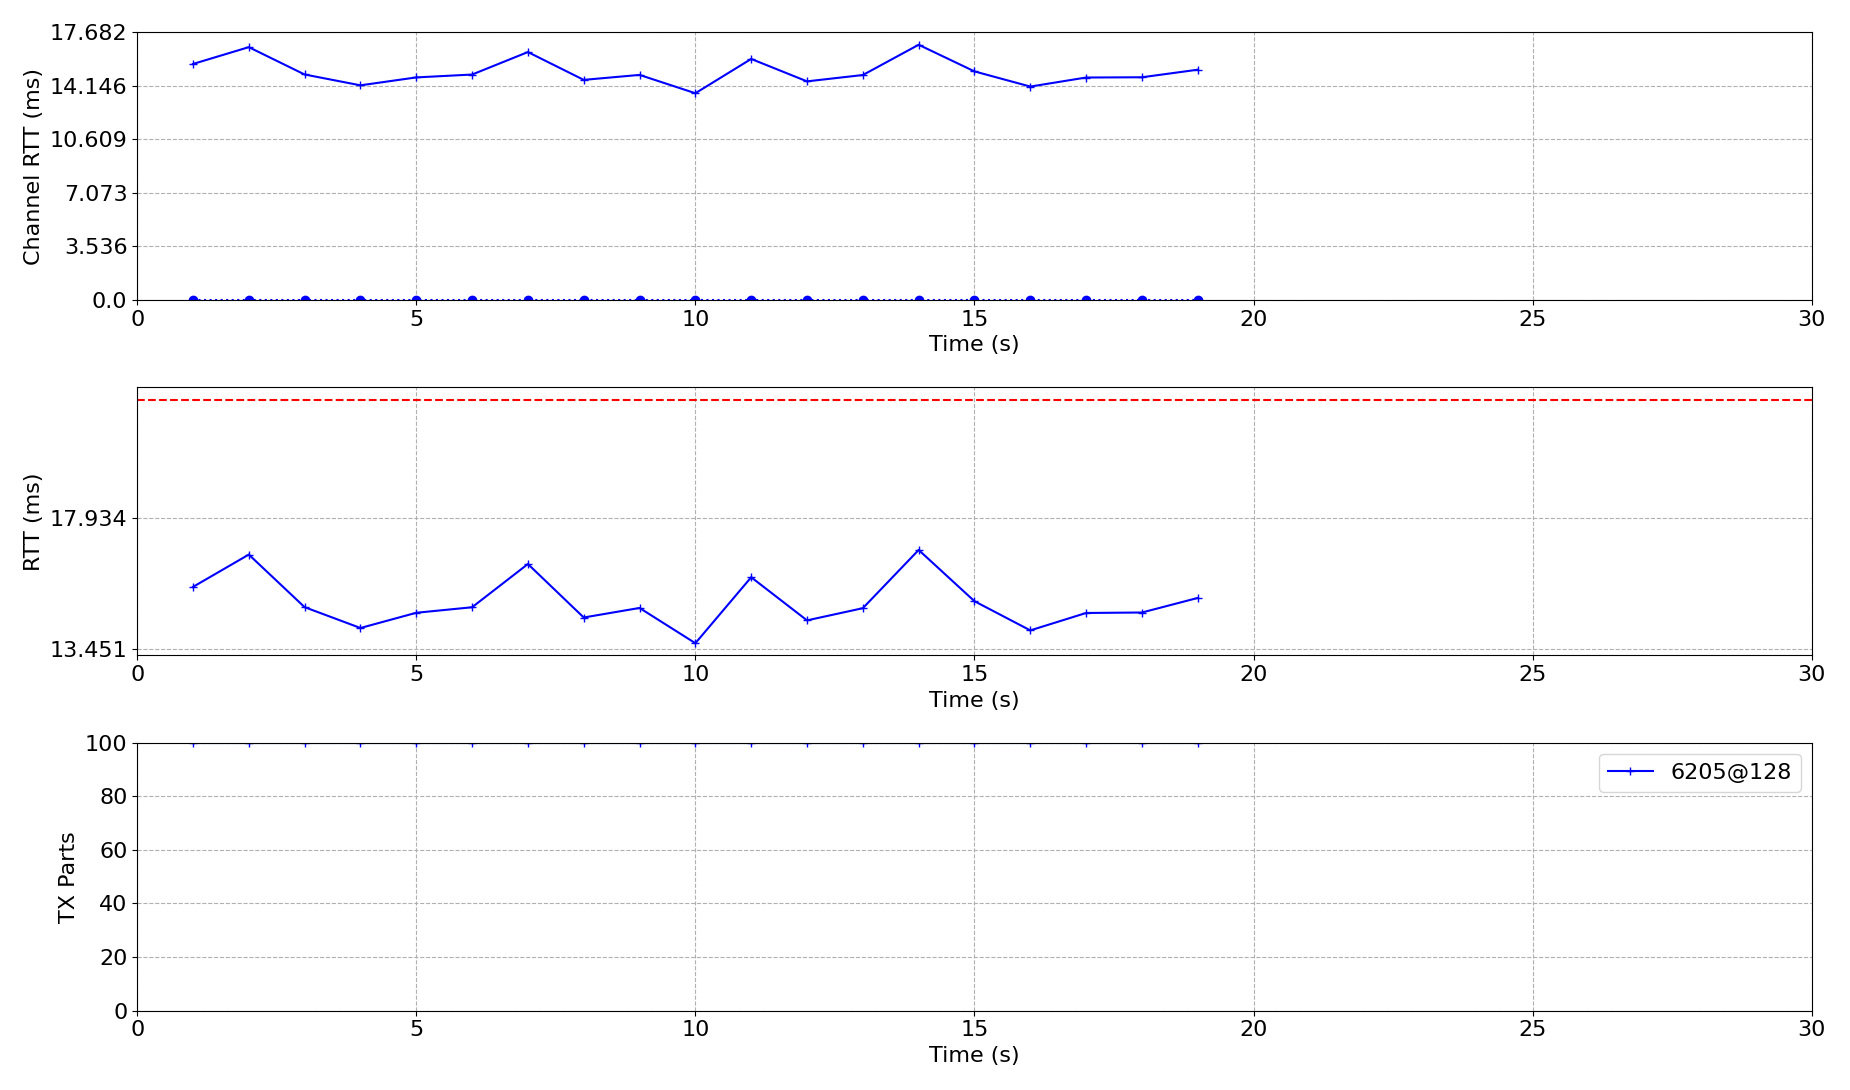 Channel RTT (ms)
17.682
14.146
10.609
7.073
3.536
0.0
0 5 10 15 20 25 30
Time (s)
RTT (ms)
17.934
13.451
0 5 10 15 20 25 30
Time (s)
TX Parts
100
80
60
40
20
0
6205@128
0 5 10 15 20 25 30
Time (s)